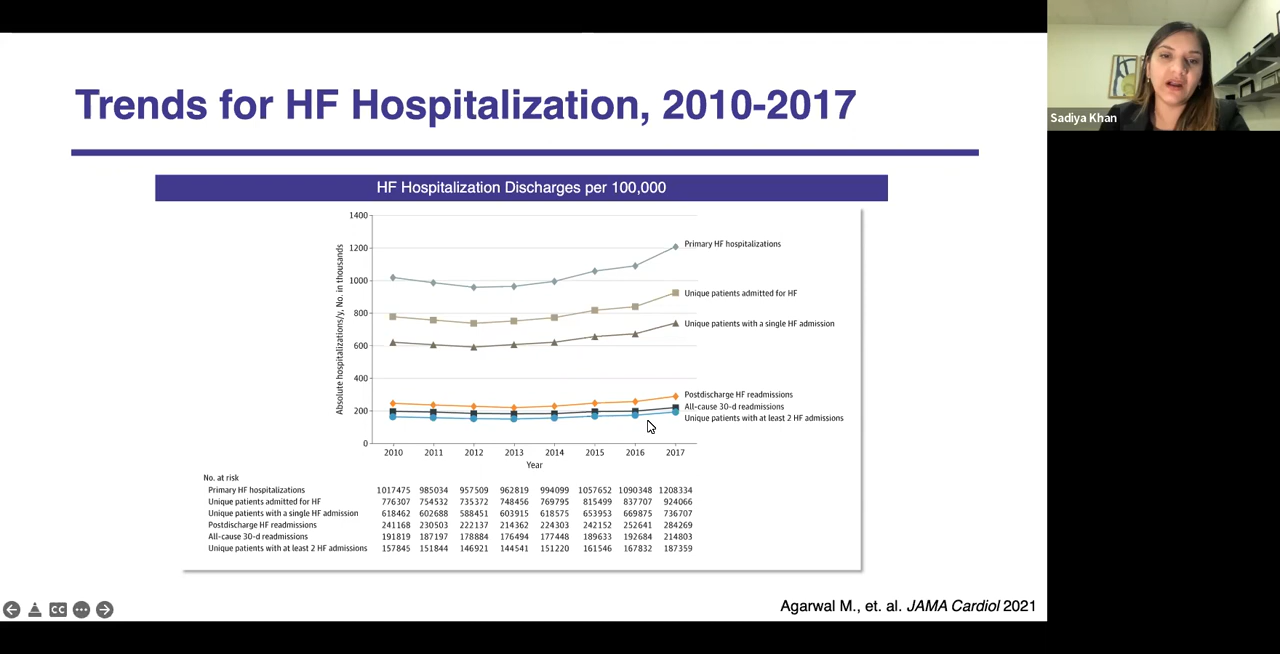 Trends for HF Hospitalization, 2010-2017
Sadiya Khan
HF Hospitalization Discharges per 100,000
Absolute hospitalizations/y, No. in thousands
1400
1200
1000
800
600
400
200
0
Primary HF hospitalizations
Unique patients admitted for HF
Unique patients with a single HF admission
Postdischarge HF readmissions
All-cause 30-d readmissions
Unique patients with at least 2 HF admissions
2010 2011 2012 2013 2014 2015 2016 2017
Year
No. at risk
Primary HF hospitalizations 1017475 985034 957509 962819 994099 1057652 1090348 1208334
Unique patients admitted for HF 776307 754532 735372 748456 769795 815499 837707 924066
Unique patients with a single HF admission 618462 602688 588451 603915 618575 653953 669875 736707
Postdischarge HF readmissions 241168 230503 222137 214362 224303 242152 252641 284269
All-cause 30-d readmissions 191819 187197 178884 176494 177448 189633 192684 214803
Unique patients with at least 2 HF admissions 157845 151844 146921 144541 151220 161546 167832 187359
CC
Agarwal M., et. al. JAMA Cardiol 2021